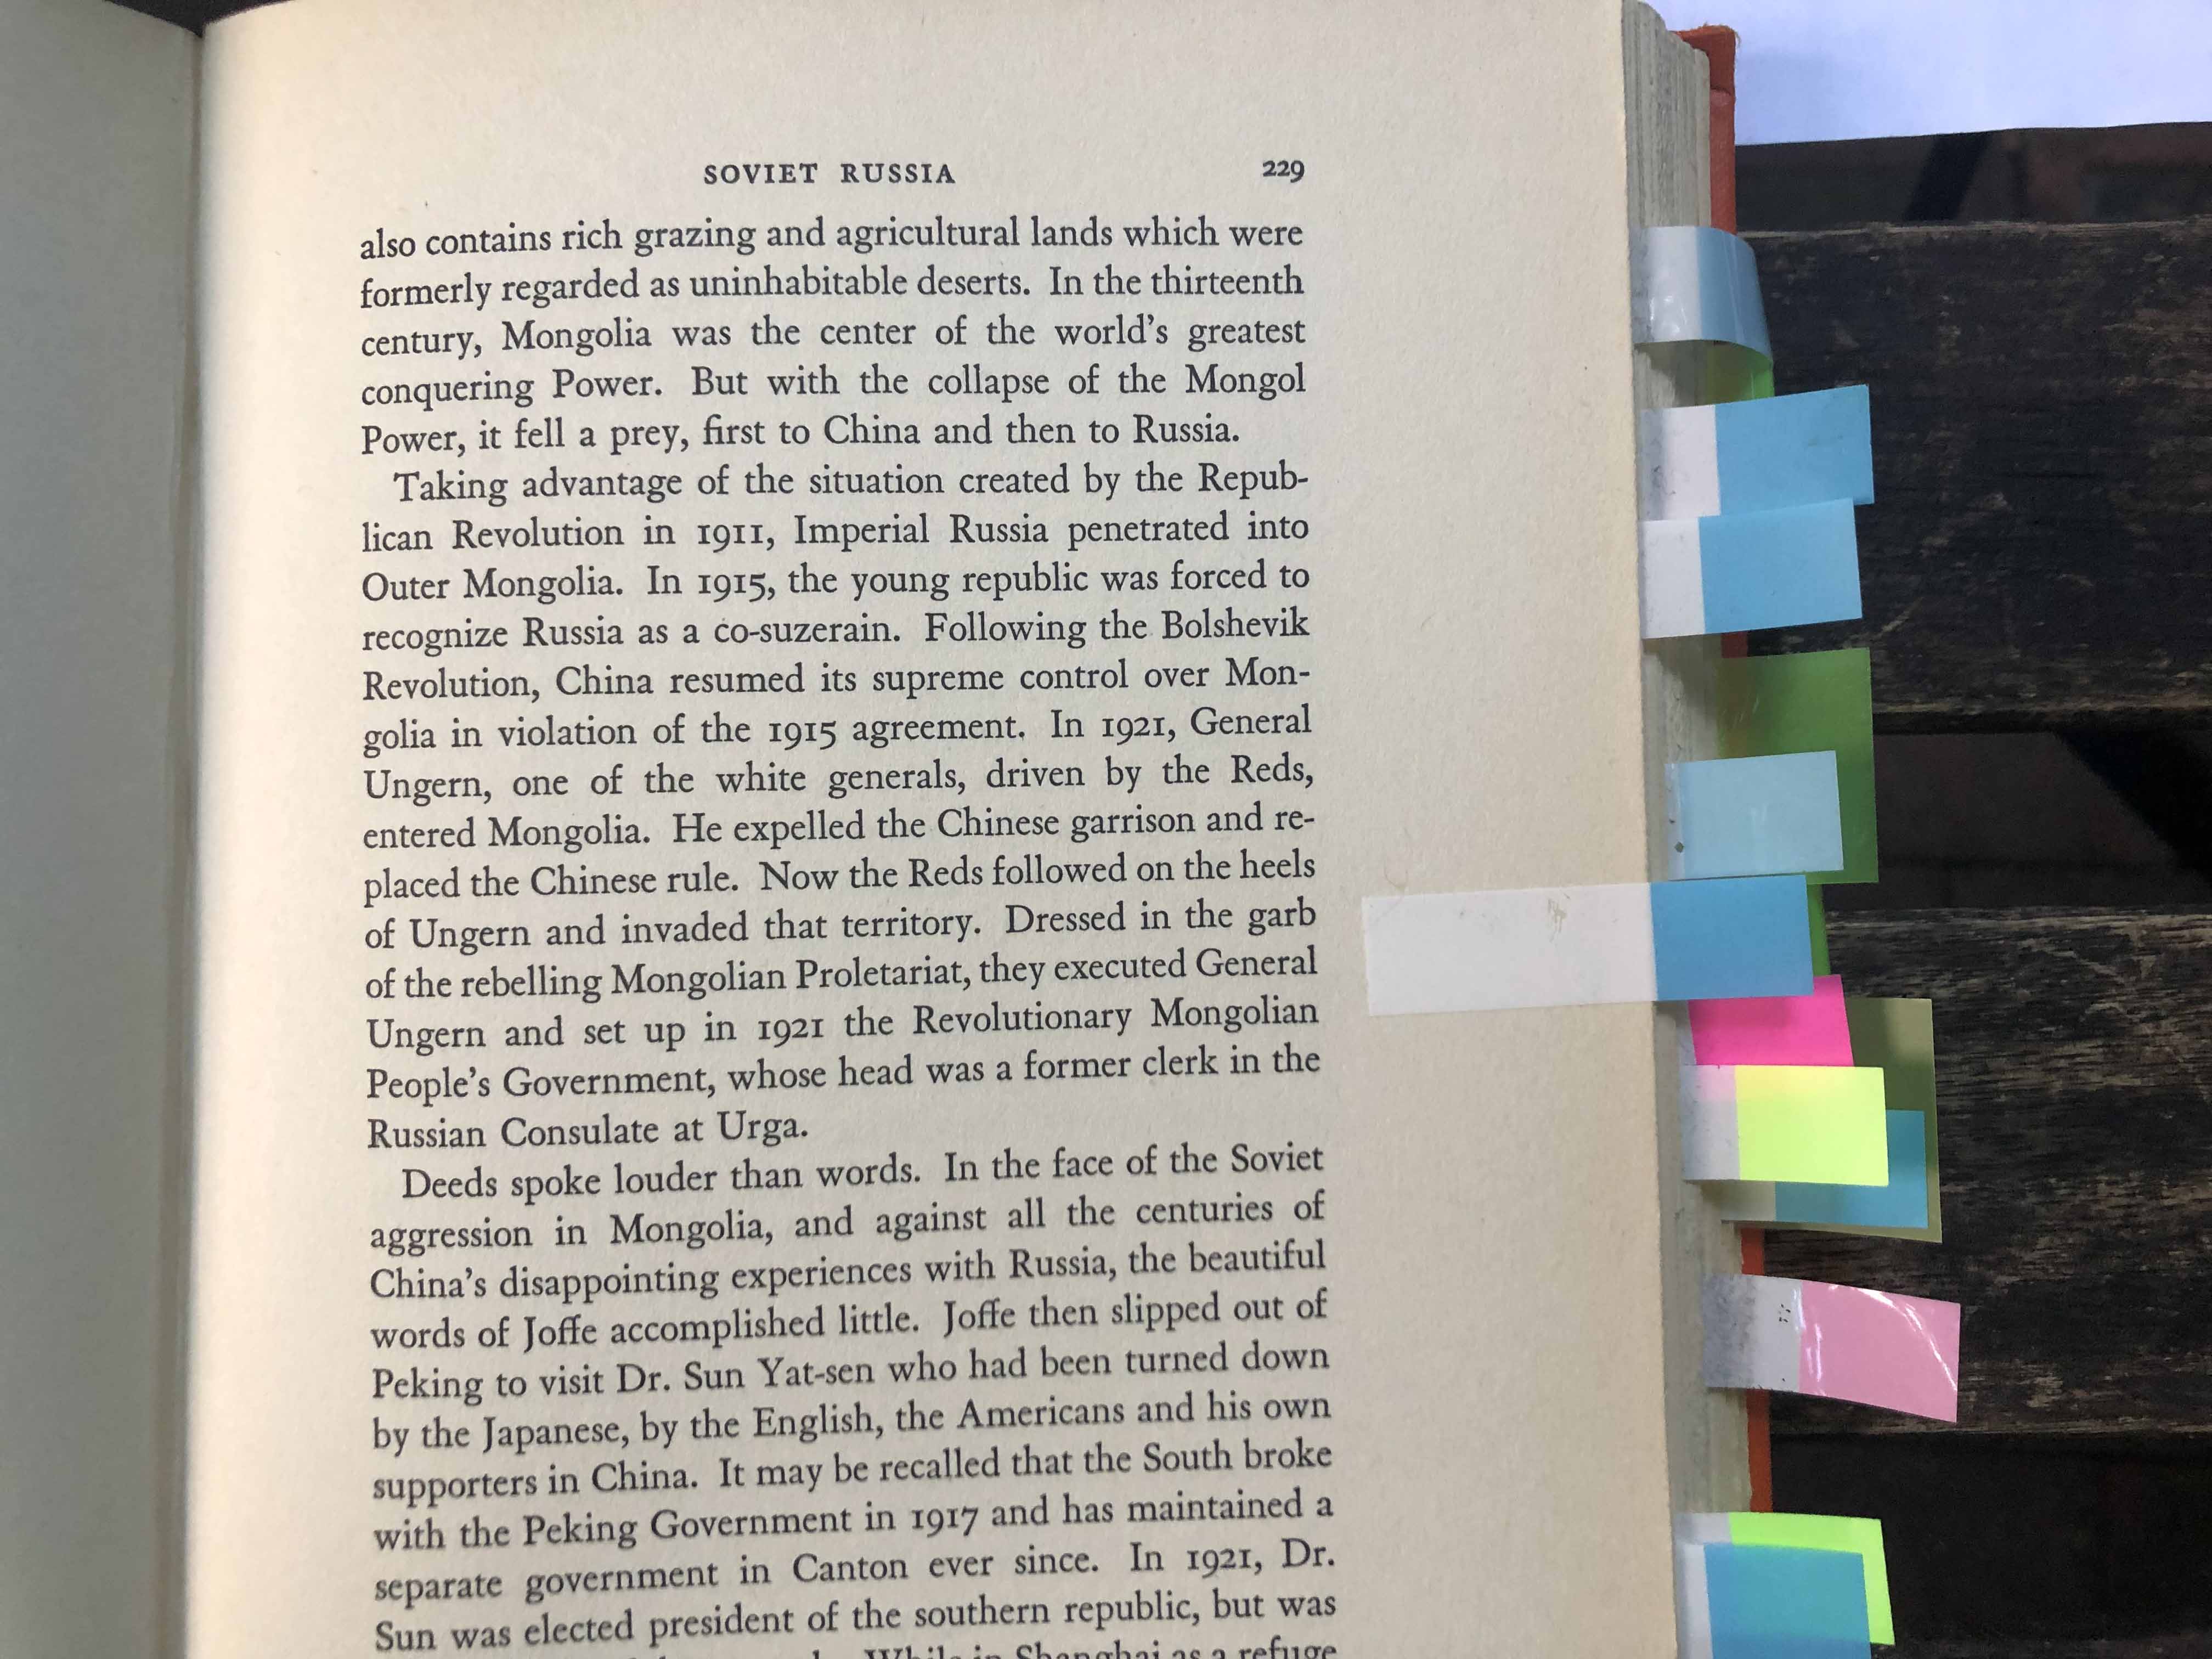 SOVIET RUSSIA 229
also contains rich grazing and agricultural lands which were
formerly regarded as uninhabitable deserts. In the thirteenth
century, Mongolia was the center of the world's greatest
conquering Power. But with the collapse of the Mongol
Power, it fell a prey, first to China and then to Russia.
Taking advantage of the situation created by the Repub-
lican Revolution in 1911, Imperial Russia penetrated into
Outer Mongolia. In 1915, the young republic was forced to
recognize Russia as a co-suzerain. Following the Bolshevik
Revolution, China resumed its supreme control over Mon-
golia in violation of the 1915 agreement. In 1921, General
Ungern, one of the white generals, driven by the Reds,
entered Mongolia. He expelled the Chinese garrison and re-
placed the Chinese rule. Now the Reds followed on the heels
of Ungern and invaded that territory. Dressed in the garb
of the rebelling Mongolian Proletariat, they executed General
Ungern and set up in 1921 the Revolutionary Mongolian
People's Government, whose head was a former clerk in the
Russian Consulate at Urga.
Deeds spoke louder than words. In the face of the Soviet
aggression in Mongolia, and against all the centuries of
China's disappointing experiences with Russia, the beautiful
words of Joffe accomplished little. Joffe then slipped out of
Peking to visit Dr. Sun Yat-sen who had been turned down
by the Japanese, by the English, the Americans and his own
supporters in China. It may be recalled that the South broke
with the Peking Government in 1917 and has maintained a
separate government in Canton ever since. In 1921, Dr.
Sun was elected president of the southern republic, but was
While in Shanghai as a refuge